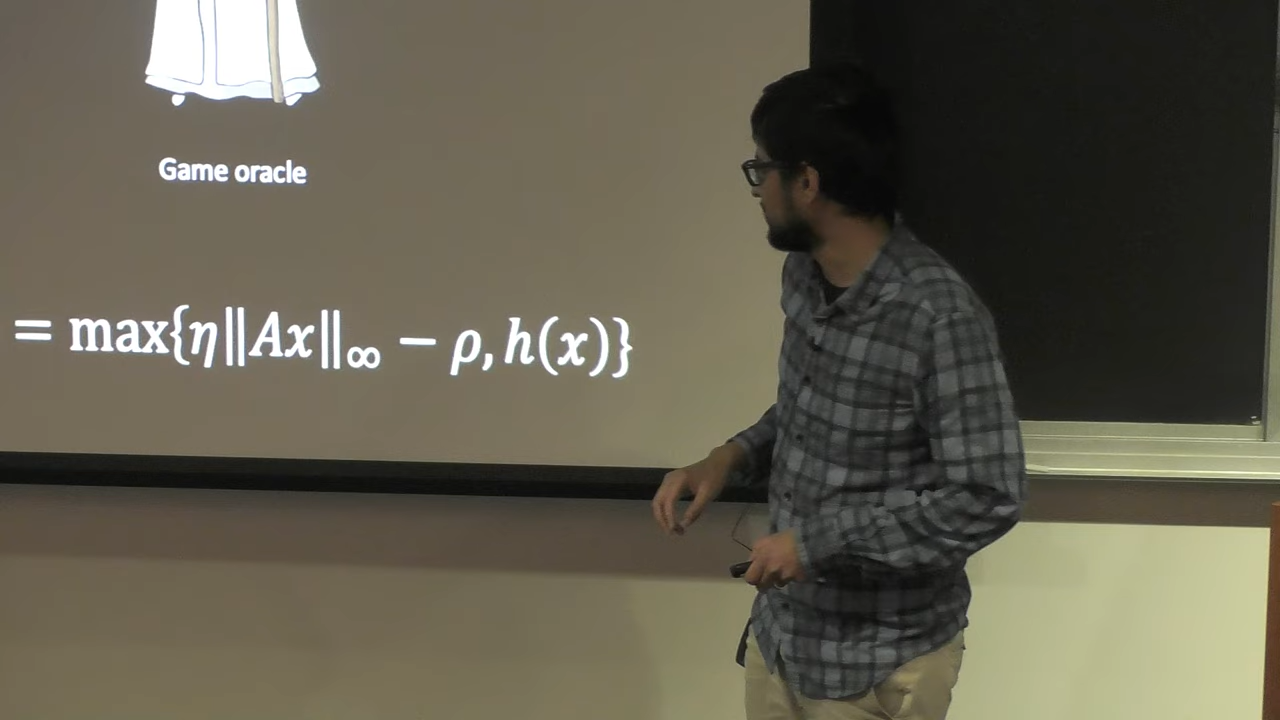 Game oracle
= max{η‖Ax‖∞ − ρ, h(x)}